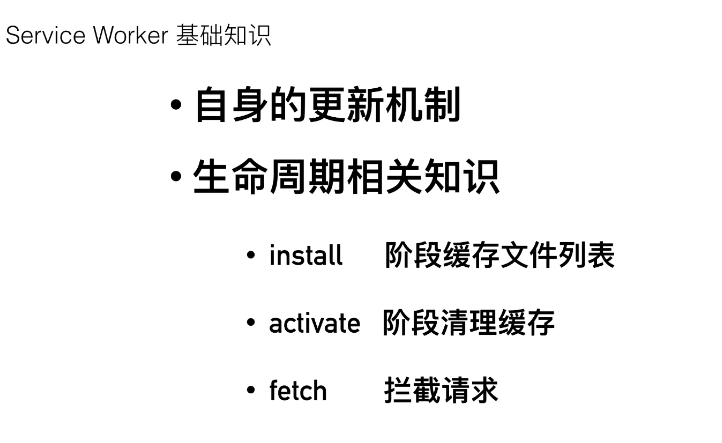 Service Worker 基础知识
• 自身的更新机制
• 生命周期相关知识
• install 阶段缓存文件列表
• activate 阶段清理缓存
• fetch 拦截请求